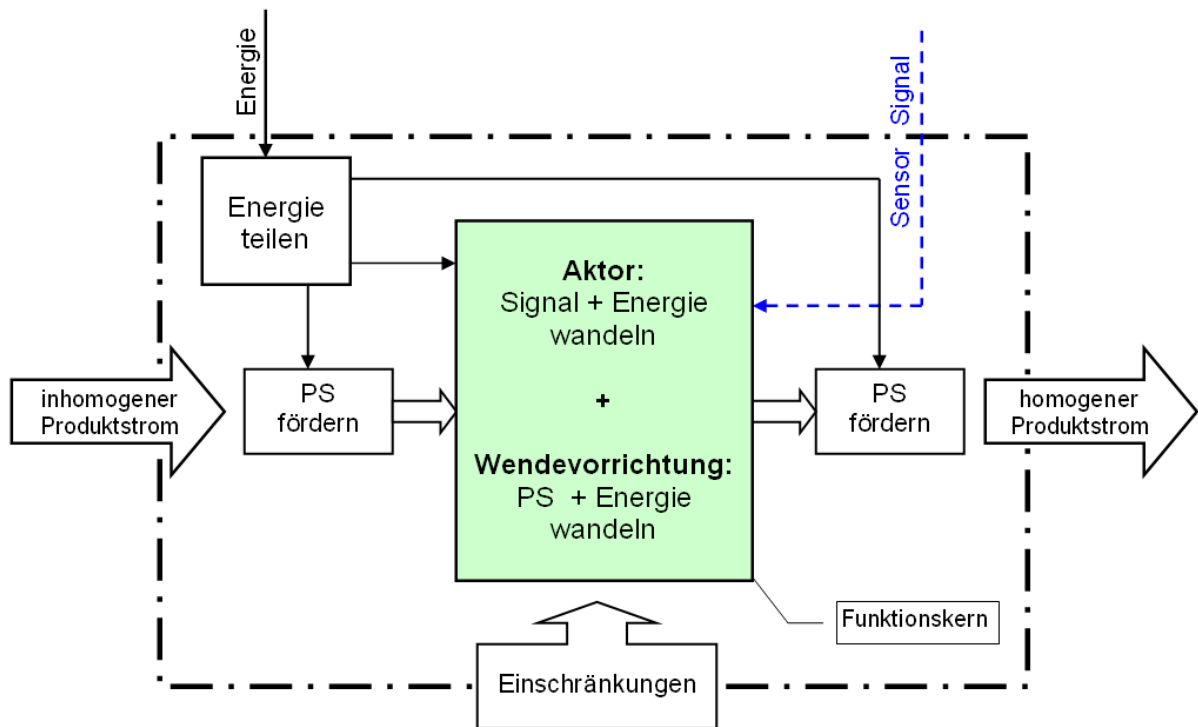 Energie
Sensor Signal
Energie
teilen
Aktor:
Signal + Energie
wandeln
+
Wendevorrichtung:
PS + Energie
wandeln
inhomogener
Produktstrom
PS
fördern
PS
fördern
homogener
Produktstrom
Funktionskern
Einschränkungen